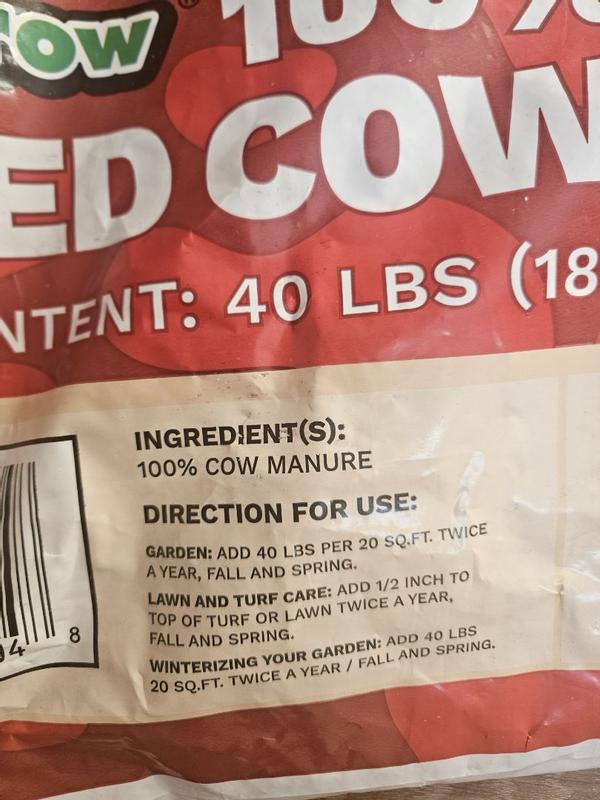 OW
100%
ED COW
NTENT: 40 LBS (18
INGREDIENT(S):
100% COW MANURE
DIRECTION FOR USE:
GARDEN: ADD 40 LBS PER 20 SQ.FT. TWICE
A YEAR, FALL AND SPRING.
LAWN AND TURF CARE: ADD 1/2 INCH TO
TOP OF TURF OR LAWN TWICE A YEAR,
FALL AND SPRING.
WINTERIZING YOUR GARDEN: ADD 40 LBS
20 SQ.FT. TWICE A YEAR / FALL AND SPRING.
94 8